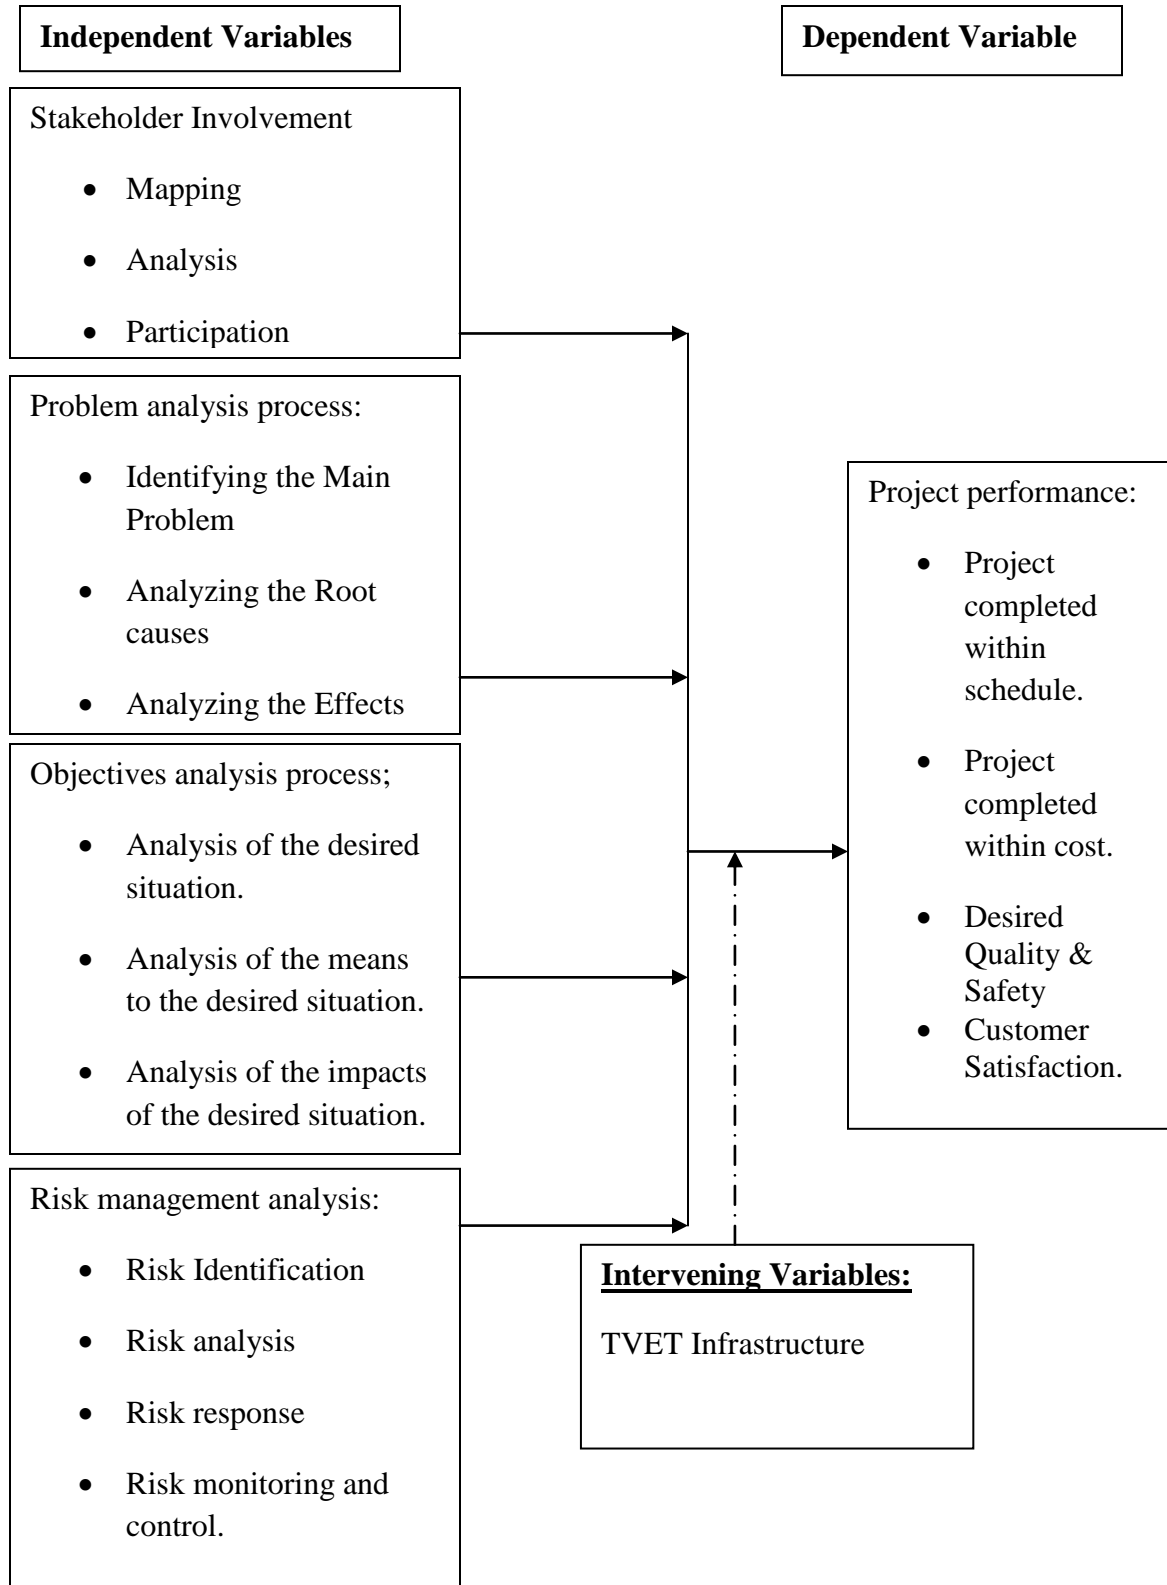 Independent Variables
Dependent Variable
Stakeholder Involvement
• Mapping
• Analysis
• Participation
Problem analysis process:
• Identifying the Main
Problem
• Analyzing the Root
causes
• Analyzing the Effects
Objectives analysis process;
• Analysis of the desired
situation.
• Analysis of the means
to the desired situation.
• Analysis of the impacts
of the desired situation.
Risk management analysis:
• Risk Identification
• Risk analysis
• Risk response
• Risk monitoring and
control.
Project performance:
• Project
completed
within
schedule.
• Project
completed
within cost.
• Desired
Quality &
Safety
• Customer
Satisfaction.
Intervening Variables:
TVET Infrastructure